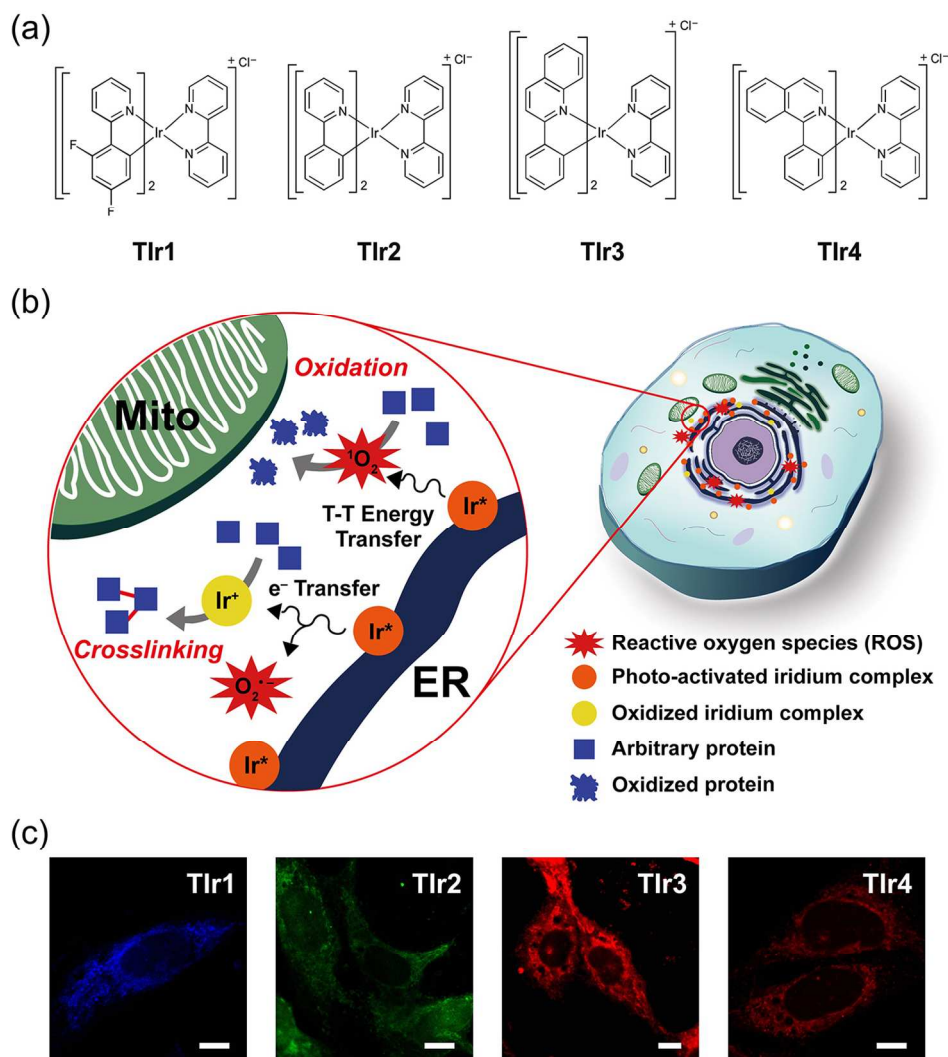 (a)
+ Cl⁻
+ Cl⁻
+ Cl⁻
+ Cl⁻
N
N
Ir
N
F
F
2
N
N
Ir
N
2
N
N
Ir
N
2
N
N
Ir
N
2
TIr1
TIr2
TIr3
TIr4
(b)
Mito
Oxidation
¹O₂
Ir*
T-T Energy
Transfer
e⁻ Transfer
Ir⁺
Ir*
Crosslinking
O₂•⁻
ER
Ir*
Reactive oxygen species (ROS)
Photo-activated iridium complex
Oxidized iridium complex
Arbitrary protein
Oxidized protein
(c)
TIr1
TIr2
TIr3
TIr4